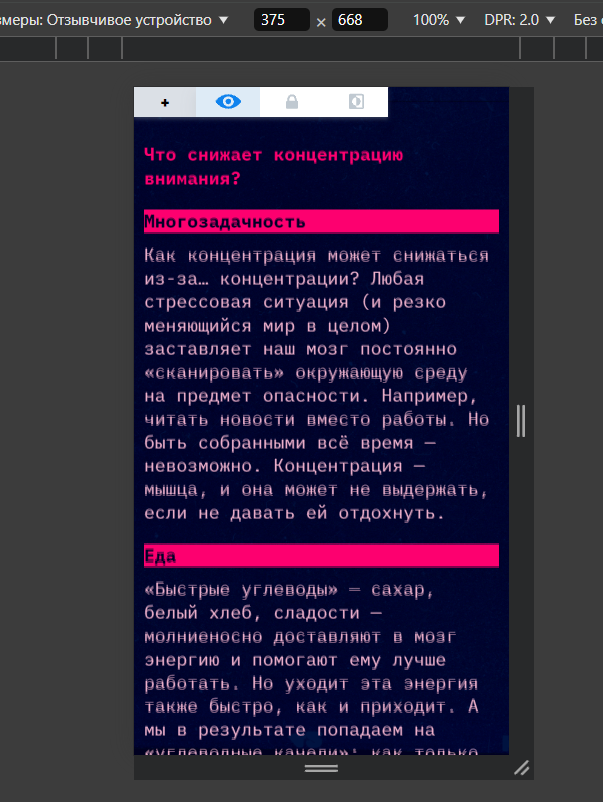 змеры: Отзывчивое устройство ▼ 375 × 668 100% ▼ DPR: 2.0 ▼ Без
+
Что снижает концентрацию
внимания?
Многозадачность
Как концентрация может снижаться
из-за… концентрации? Любая
стрессовая ситуация (и резко
меняющийся мир в целом)
заставляет наш мозг постоянно
«сканировать» окружающую среду
на предмет опасности. Например,
читать новости вместо работы. Но
быть собранными всё время —
невозможно. Концентрация —
мышца, и она может не выдержать,
если не давать ей отдохнуть.
Еда
«Быстрые углеводы» — сахар,
белый хлеб, сладости —
молниеносно доставляют в мозг
энергию и помогают ему лучше
работать. Но уходит эта энергия
также быстро, как и приходит. А
мы в результате попадаем на
«углеводные качели»: как только